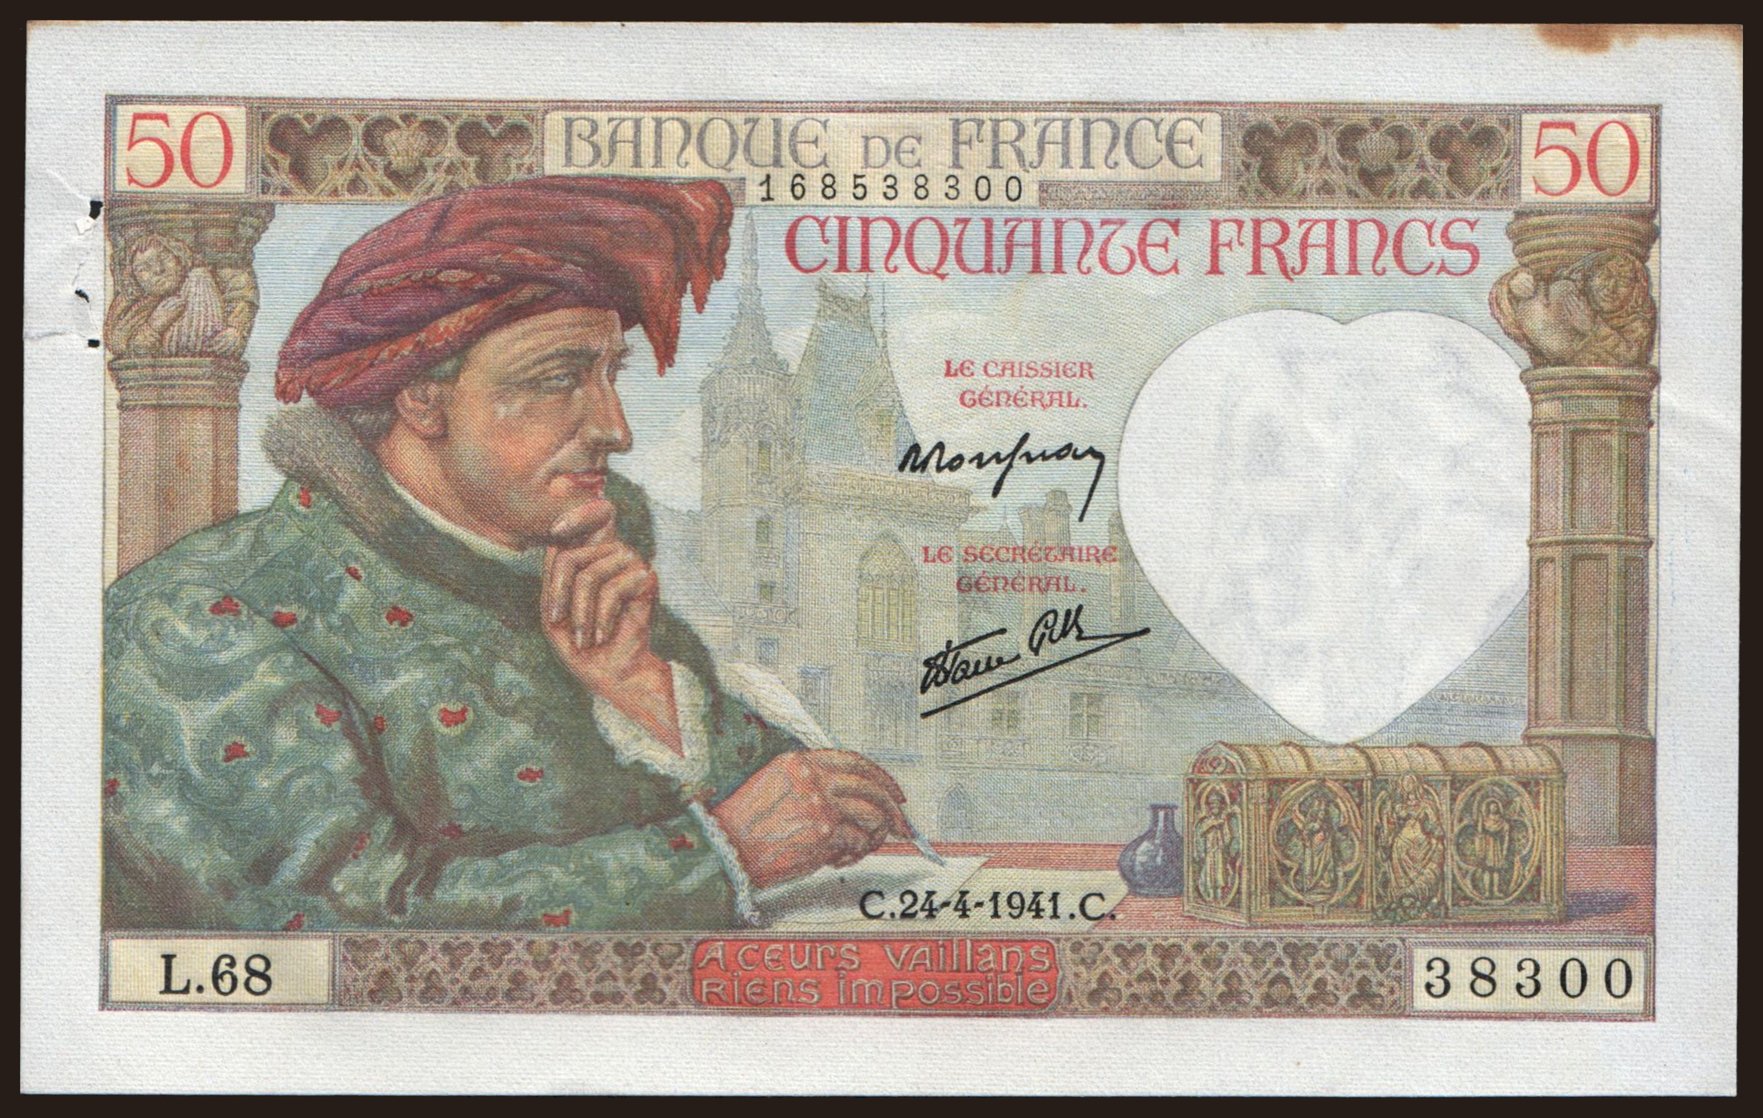 50
BANQUE DE FRANCE
50
168538300
CINQUANTE FRANCS
LE CAISSIER
GÉNÉRAL.
LE SECRÉTAIRE
GÉNÉRAL.
C.24-4-1941.C.
L.68
A CEURS VAILLANS
RIENS IMPOSSIBLE
38300